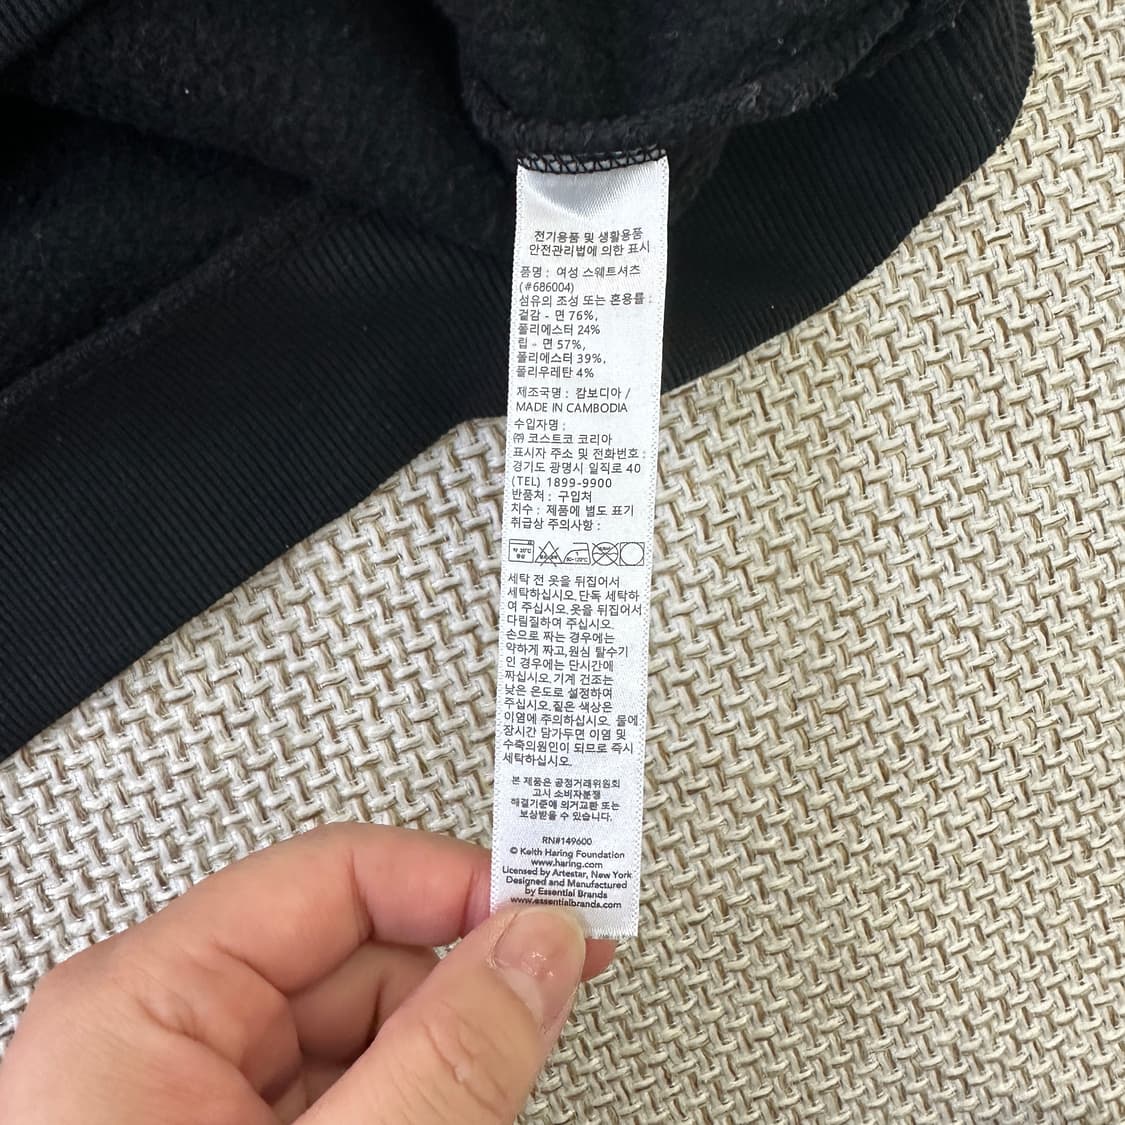 전기용품 및 생활용품
안전관리법에 의한 표시
품명 : 여성 스웨트셔츠
(#686004)
섬유의 조성 또는 혼용률 :
겉감 - 면 76%,
폴리에스터 24%
립 - 면 57%,
폴리에스터 39%,
폴리우레탄 4%
제조국명 : 캄보디아 /
MADE IN CAMBODIA
수입자명 :
㈜ 코스트코 코리아
표시자 주소 및 전화번호 :
경기도 광명시 일직로 40
(TEL) 1899-9900
반품처 : 구입처
치수 : 제품에 별도 표기
취급상 주의사항 :
약 30℃
중성
80~120℃
세탁 전 옷을 뒤집어서
세탁하십시오.단독 세탁하
여 주십시오.옷을 뒤집어서
다림질하여 주십시오.
손으로 짜는 경우에는
약하게 짜고,원심 탈수기
인 경우에는 단시간에
짜십시오.기계 건조는
낮은 온도로 설정하여
주십시오.짙은 색상은
이염에 주의하십시오. 물에
장시간 담가두면 이염 및
수축의원인이 되므로 즉시
세탁하십시오.
본 제품은 공정거래위원회
고시 소비자분쟁
해결기준에 의거교환 또는
보상받을 수 있습니다.
RN#149600
© Keith Haring Foundation
www.haring.com
Licensed by Artestar, New York
Designed and Manufactured
by Essential Brands
www.essentialbrands.com